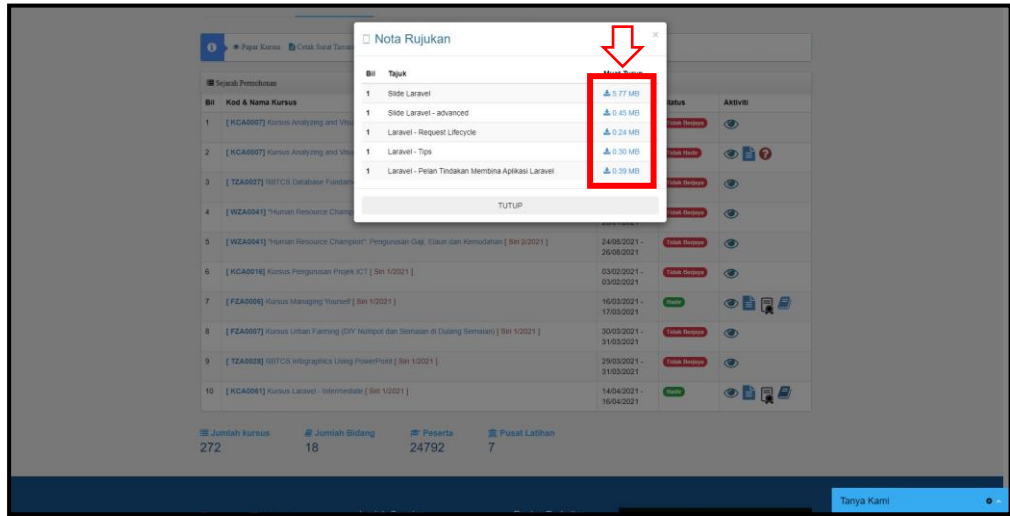 Nota Rujukan
×
Papar Kursus Cetak Surat
Bil Tajuk Muat Turun
1 Slide Laravel 5.77 MB
1 Slide Laravel - advanced 0.45 MB
1 Laravel - Request Lifecycle 0.24 MB
1 Laravel - Tips 0.30 MB
1 Laravel - Pelan Tindakan Membina Aplikasi Laravel 0.39 MB
TUTUP
Sejarah Permohonan
Bil Kod & Nama Kursus Status Aktiviti
1 [ KCA0007] Kursus Analyzing and Tidak Berjaya
2 [ KCA0007] Kursus Analyzing and Tidak Hadir
3 [ TZA0027] Database Tidak Berjaya
4 [ WZA0041] "Human Resource Tidak Berjaya
5 [ WZA0041] "Human Resource Champion": Pengurusan Gaji, Elaun dan Kemudahan [ Siri 2/2021 ] 24/08/2021 - Tidak Berjaya
26/08/2021
6 [ KCA0016] Kursus Pengurusan Projek ICT [ Siri 1/2021 ] 03/02/2021 - Tidak Berjaya
03/02/2021
7 [ FZA0006] Kursus Managing Yourself [ Siri 1/2021 ] 16/03/2021 - Hadir
17/03/2021
8 [ FZA0007] Kursus Urban Farming (DIY Numpot dan Semaian di Dulang Semaian) [ Siri 1/2021 ] 30/03/2021 - Tidak Berjaya
31/03/2021
9 [ TZA0028] Infographics Using PowerPoint [ Siri 1/2021 ] 29/03/2021 - Tidak Berjaya
31/03/2021
10 [ KCA0061] Kursus Laravel - Intermediate [ Siri 1/2021 ] 14/04/2021 - Hadir
16/04/2021
Jumlah kursus Jumlah Bidang Peserta Pusat Latihan
272 18 24792 7
Tanya Kami